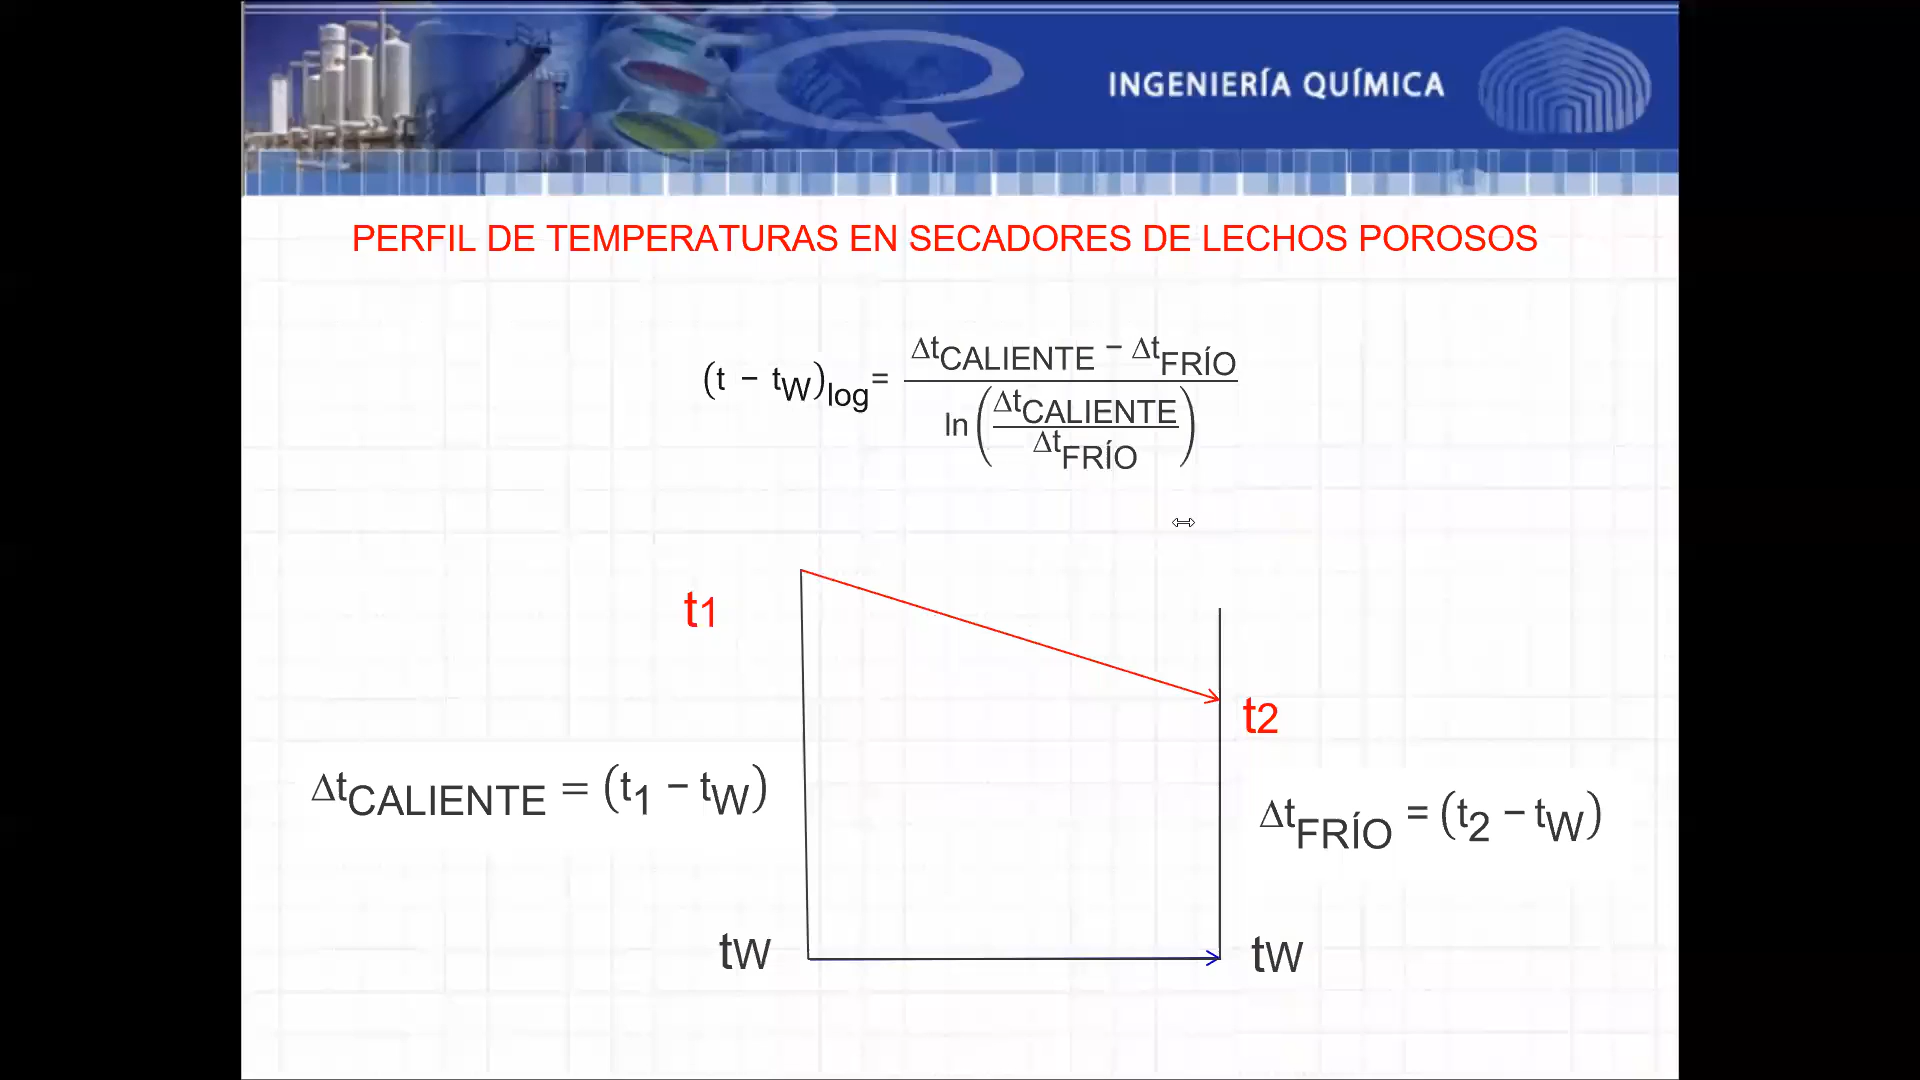 INGENIERÍA QUÍMICA
PERFIL DE TEMPERATURAS EN SECADORES DE LECHOS POROSOS
(t − tW)log = ΔtCALIENTE − ΔtFRÍO
ln(ΔtCALIENTE
ΔtFRÍO)
t1
t2
ΔtCALIENTE = (t1 − tW)
ΔtFRÍO = (t2 − tW)
tW
tW